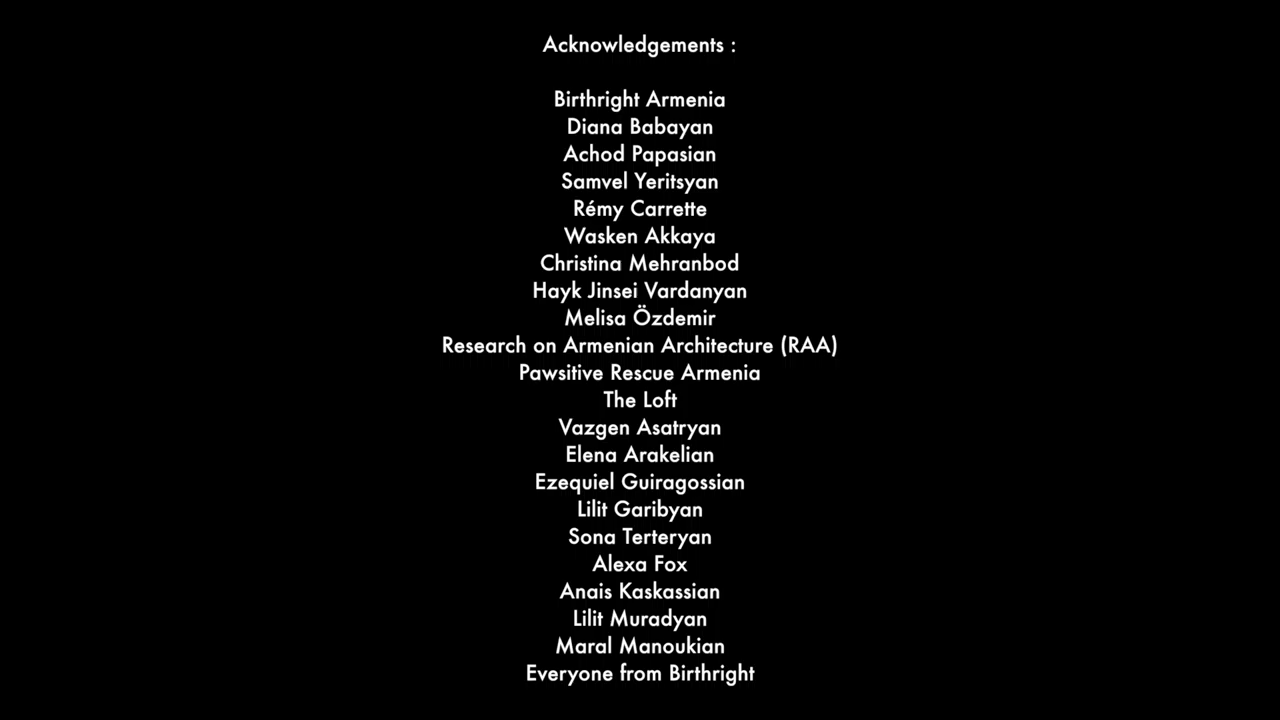 Acknowledgements :
Birthright Armenia
Diana Babayan
Achod Papasian
Samvel Yeritsyan
Rémy Carrette
Wasken Akkaya
Christina Mehranbod
Hayk Jinsei Vardanyan
Melisa Özdemir
Research on Armenian Architecture (RAA)
Pawsitive Rescue Armenia
The Loft
Vazgen Asatryan
Elena Arakelian
Ezequiel Guiragossian
Lilit Garibyan
Sona Terteryan
Alexa Fox
Anais Kaskassian
Lilit Muradyan
Maral Manoukian
Everyone from Birthright